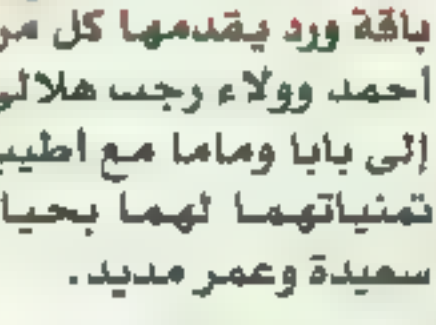 باقة ورد يقدمها كل من
أحمد وولاء رجب هلالي
إلى بابا وماما مع أطيب
تمنياتهما لهما بحيا
سعيدة وعمر مديد.